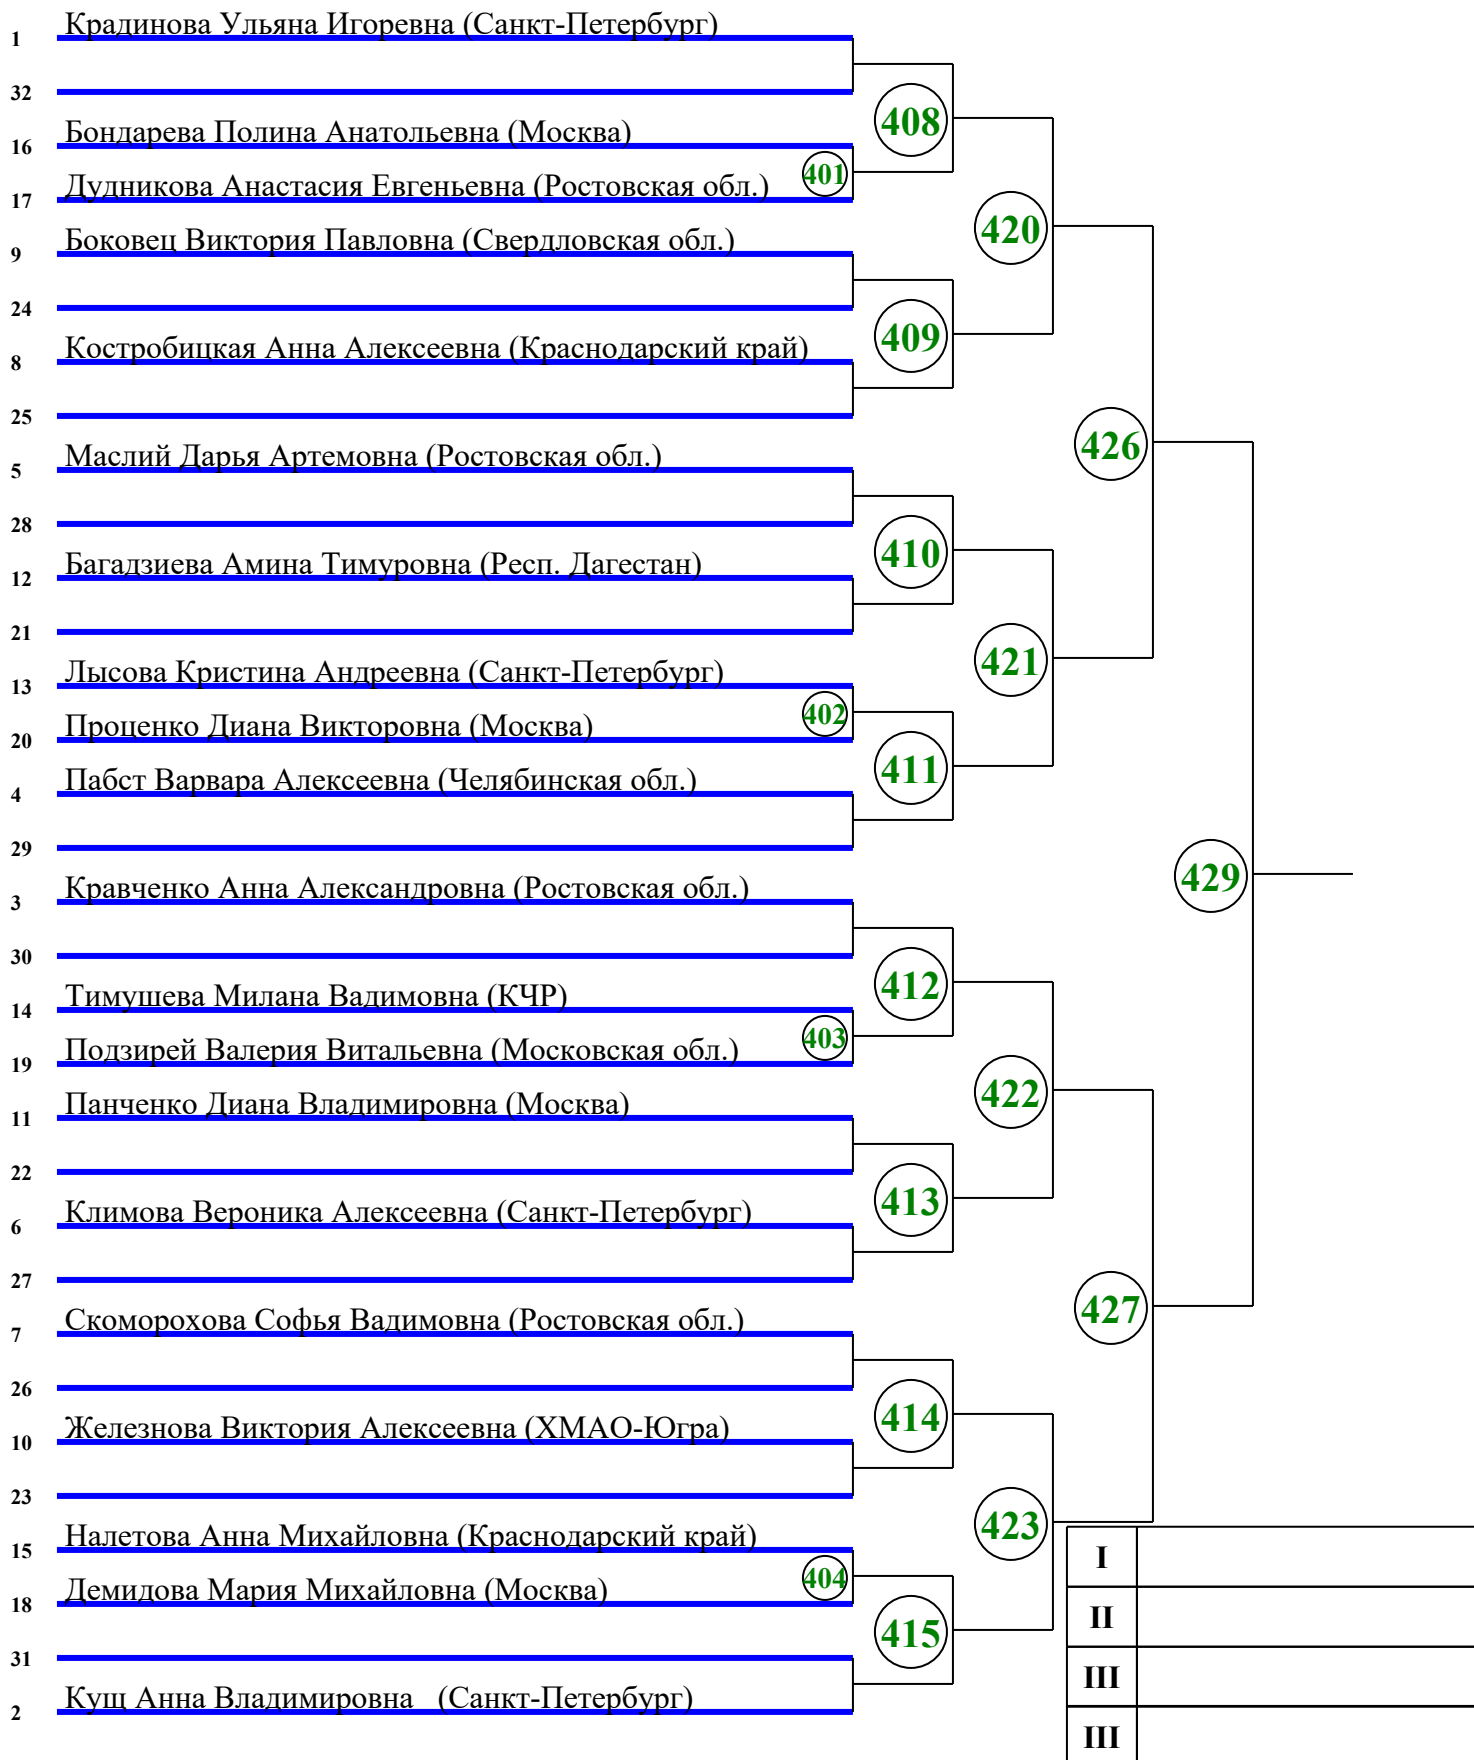 1 Крадинова Ульяна Игоревна (Санкт-Петербург)
32
408
16 Бондарева Полина Анатольевна (Москва)
401
17 Дудникова Анастасия Евгеньевна (Ростовская обл.)
420
9 Боковец Виктория Павловна (Свердловская обл.)
24
409
8 Костробицкая Анна Алексеевна (Краснодарский край)
25
426
5 Маслий Дарья Артемовна (Ростовская обл.)
28
410
12 Багадзиева Амина Тимуровна (Респ. Дагестан)
21
421
13 Лысова Кристина Андреевна (Санкт-Петербург)
402
20 Проценко Диана Викторовна (Москва)
411
4 Пабст Варвара Алексеевна (Челябинская обл.)
29
429
3 Кравченко Анна Александровна (Ростовская обл.)
30
412
14 Тимушева Милана Вадимовна (КЧР)
403
19 Подзирей Валерия Витальевна (Московская обл.)
422
11 Панченко Диана Владимировна (Москва)
22
413
6 Климова Вероника Алексеевна (Санкт-Петербург)
27
427
7 Скоморохова Софья Вадимовна (Ростовская обл.)
26
414
10 Железнова Виктория Алексеевна (ХМАО-Югра)
23
423
15 Налетова Анна Михайловна (Краснодарский край)
I
404
18 Демидова Мария Михайловна (Москва)
II
415
31
III
2 Кущ Анна Владимировна (Санкт-Петербург)
III